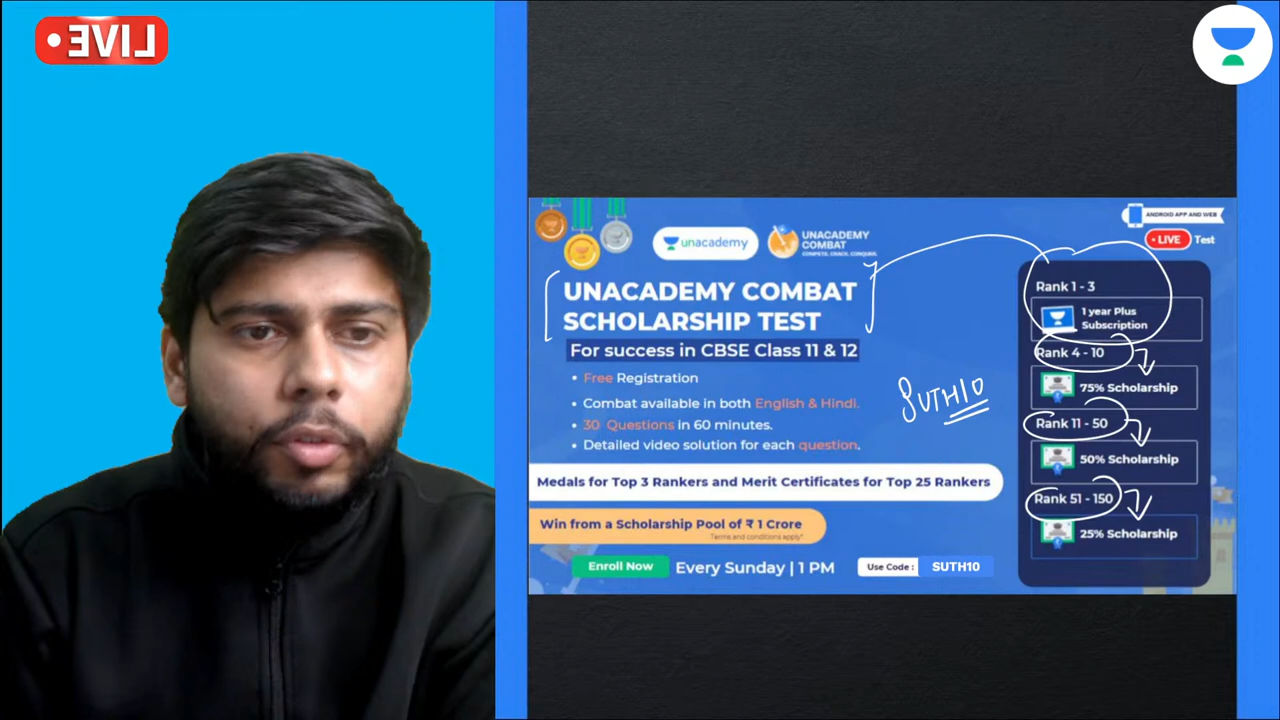 LIVE
ANDROID APP AND WEB
LIVE Test
unacademy
UNACADEMY
COMBAT
COMPETE. CRACK. CONQUER.
UNACADEMY COMBAT
SCHOLARSHIP TEST
For success in CBSE Class 11 & 12
• Free Registration
• Combat available in both English & Hindi.
• 30 Questions in 60 minutes.
• Detailed video solution for each question.
SUTH10
Medals for Top 3 Rankers and Merit Certificates for Top 25 Rankers
Win from a Scholarship Pool of ₹ 1 Crore
Terms and conditions apply*
Enroll Now Every Sunday | 1 PM
Use Code : SUTH10
Rank 1 - 3
1 year Plus
Subscription
Rank 4 - 10
75% Scholarship
Rank 11 - 50
50% Scholarship
Rank 51 - 150
25% Scholarship